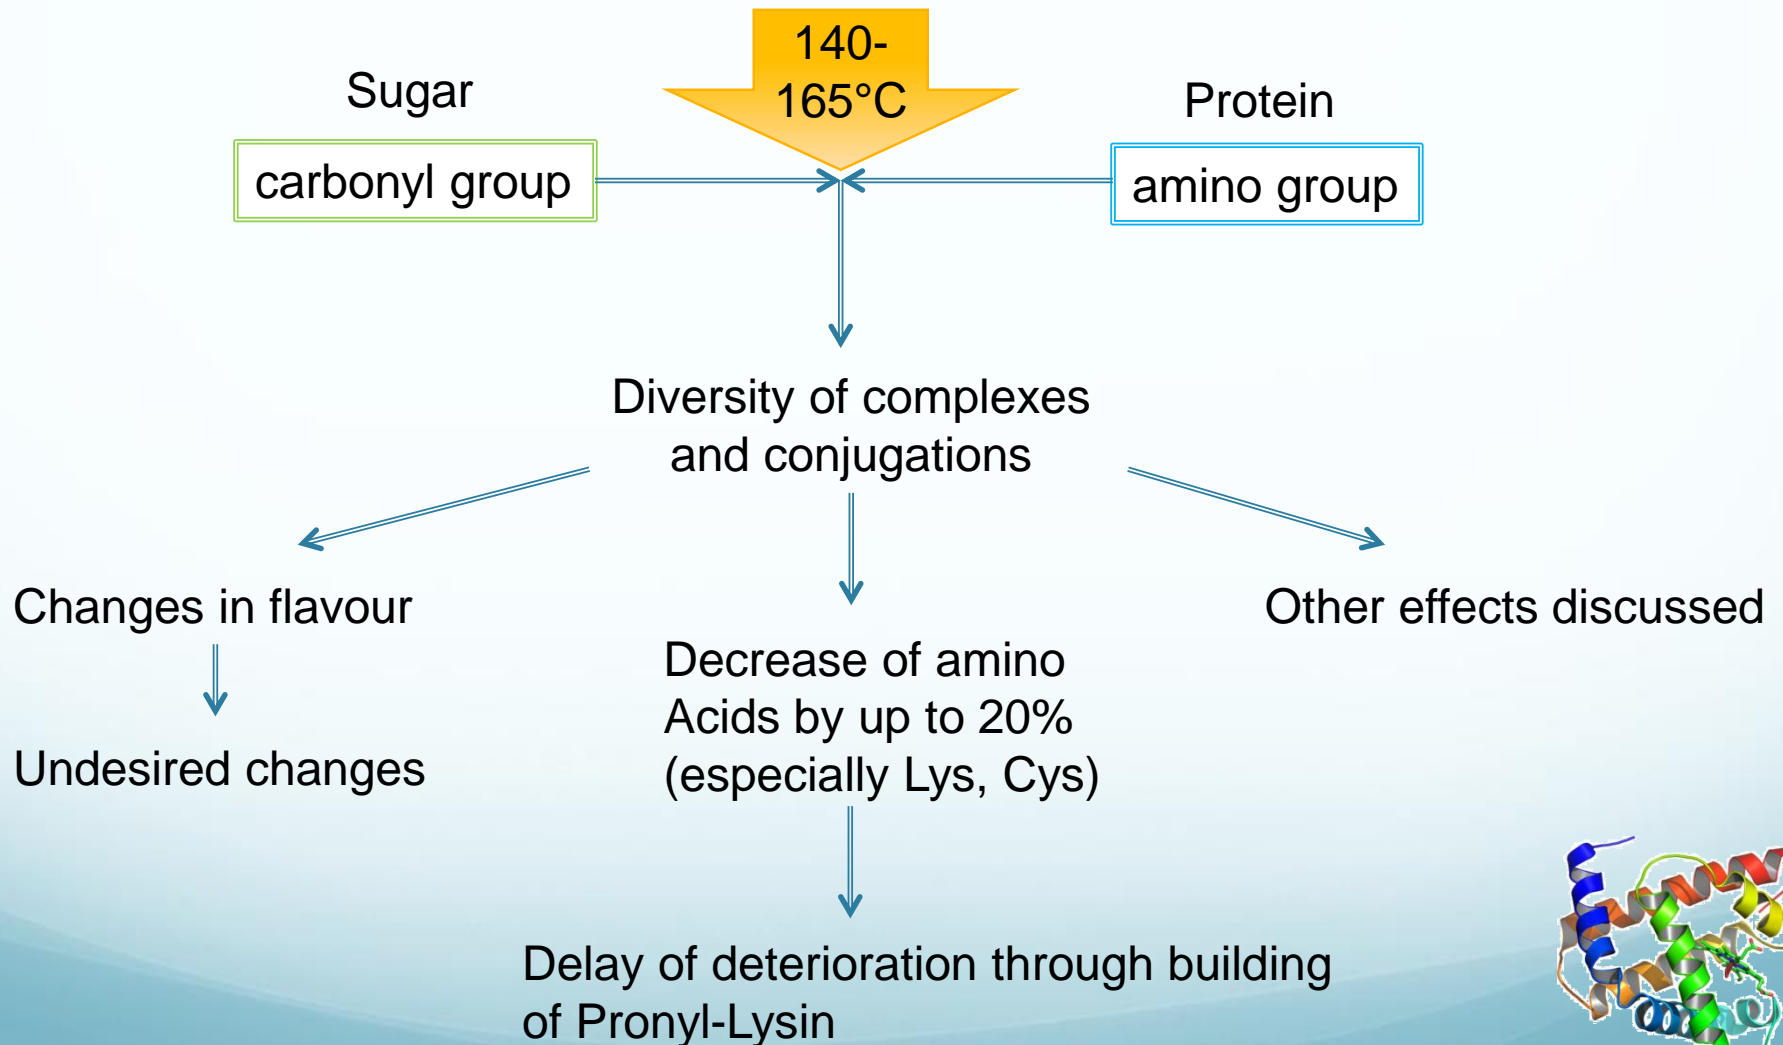 140-
165°C
Sugar
Protein
carbonyl group
amino group
Diversity of complexes
and conjugations
Changes in flavour
Other effects discussed
Decrease of amino
Acids by up to 20%
(especially Lys, Cys)
Undesired changes
Delay of deterioration through building
of Pronyl-Lysin